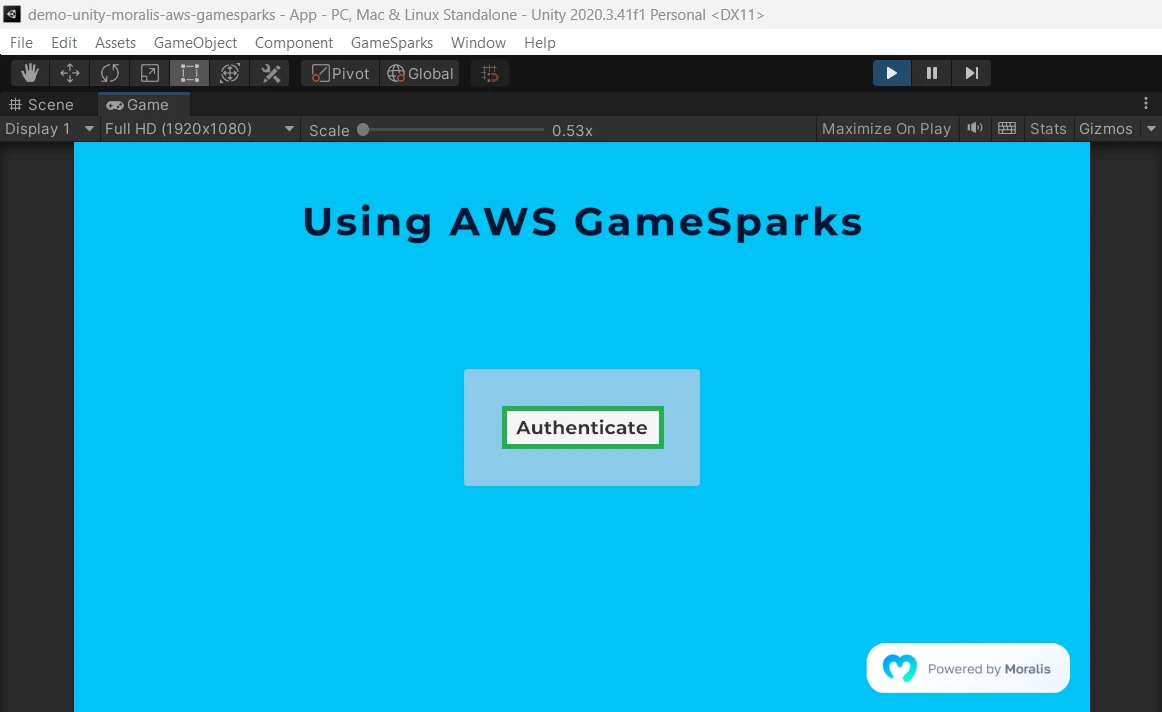 demo-unity-moralis-aws-gamesparks - App - PC, Mac & Linux Standalone - Unity 2020.3.41f1 Personal <DX11>
File Edit Assets GameObject Component GameSparks Window Help
Pivot Global
Scene Game
Display 1 Full HD (1920x1080) Scale 0.53x Maximize On Play Stats Gizmos
Using AWS GameSparks
Authenticate
Powered by Moralis